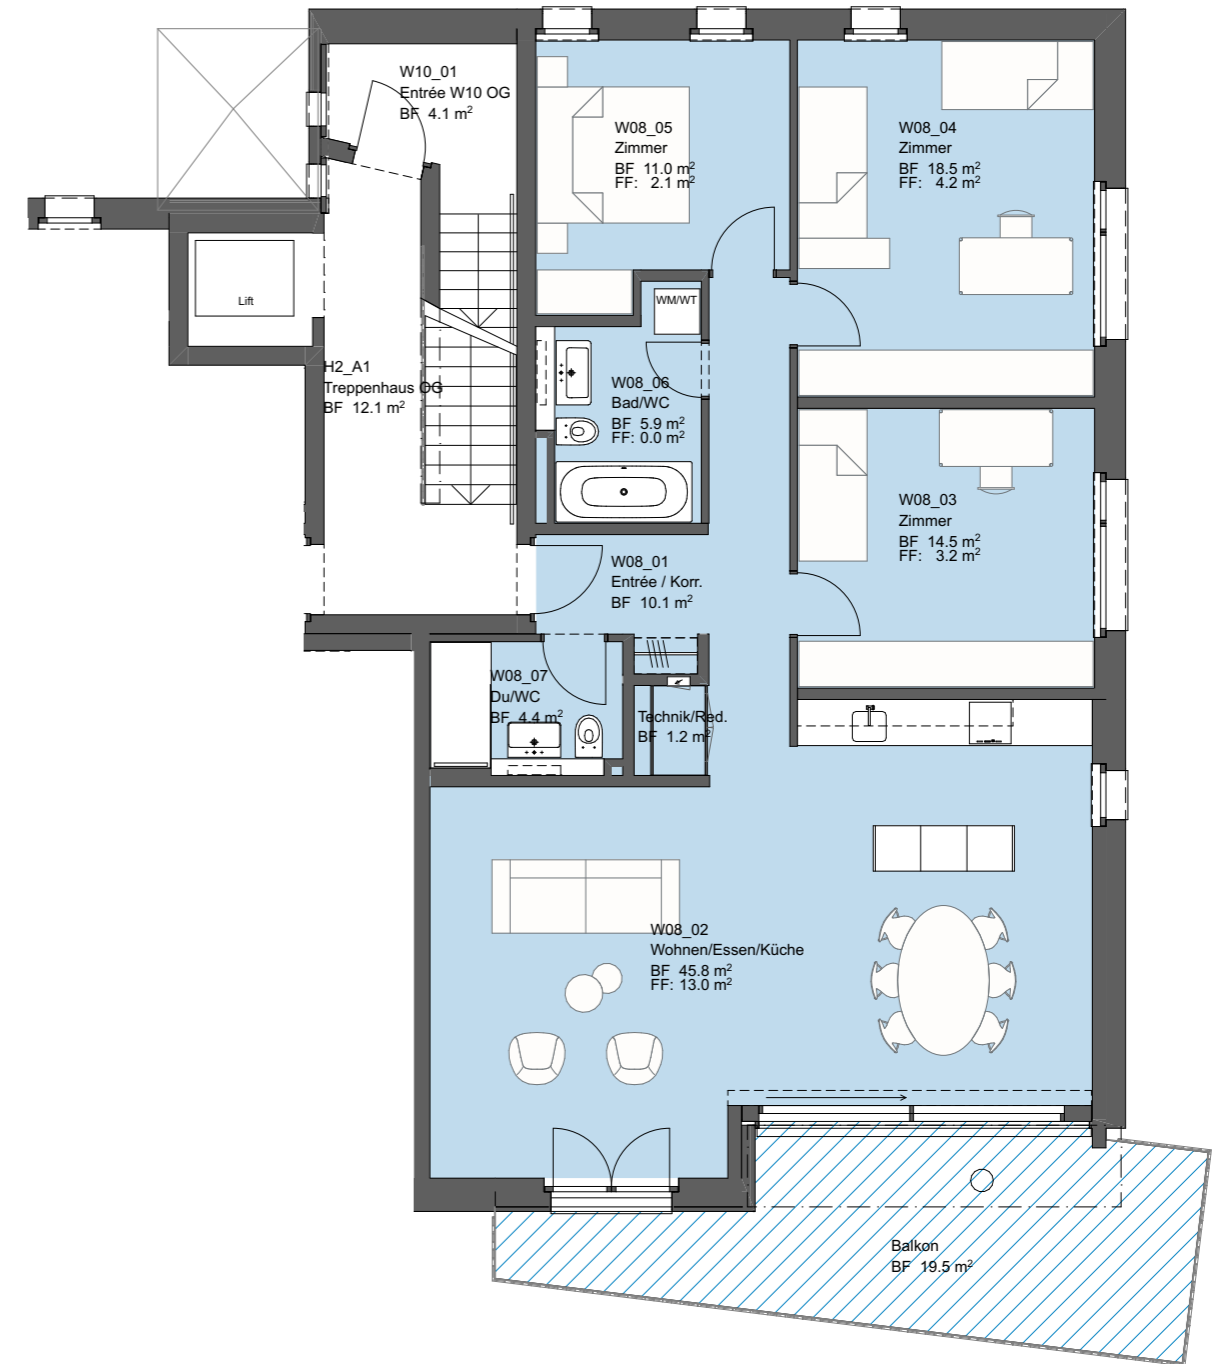 W10_01
Entrée W10 OG
BF 4.1 m²
W08_05
Zimmer
BF 11.0 m²
FF: 2.1 m²
W08_04
Zimmer
BF 18.5 m²
FF: 4.2 m²
Lift
WM/WT
H2_A1
Treppenhaus OG
BF 12.1 m²
W08_06
Bad/WC
BF 5.9 m²
FF: 0.0 m²
W08_03
Zimmer
BF 14.5 m²
FF: 3.2 m²
W08_01
Entrée / Korr.
BF 10.1 m²
W08_07
Du/WC
BF 4.4 m²
Technik/Red.
BF 1.2 m²
W08_02
Wohnen/Essen/Küche
BF 45.8 m²
FF: 13.0 m²
Balkon
BF 19.5 m²